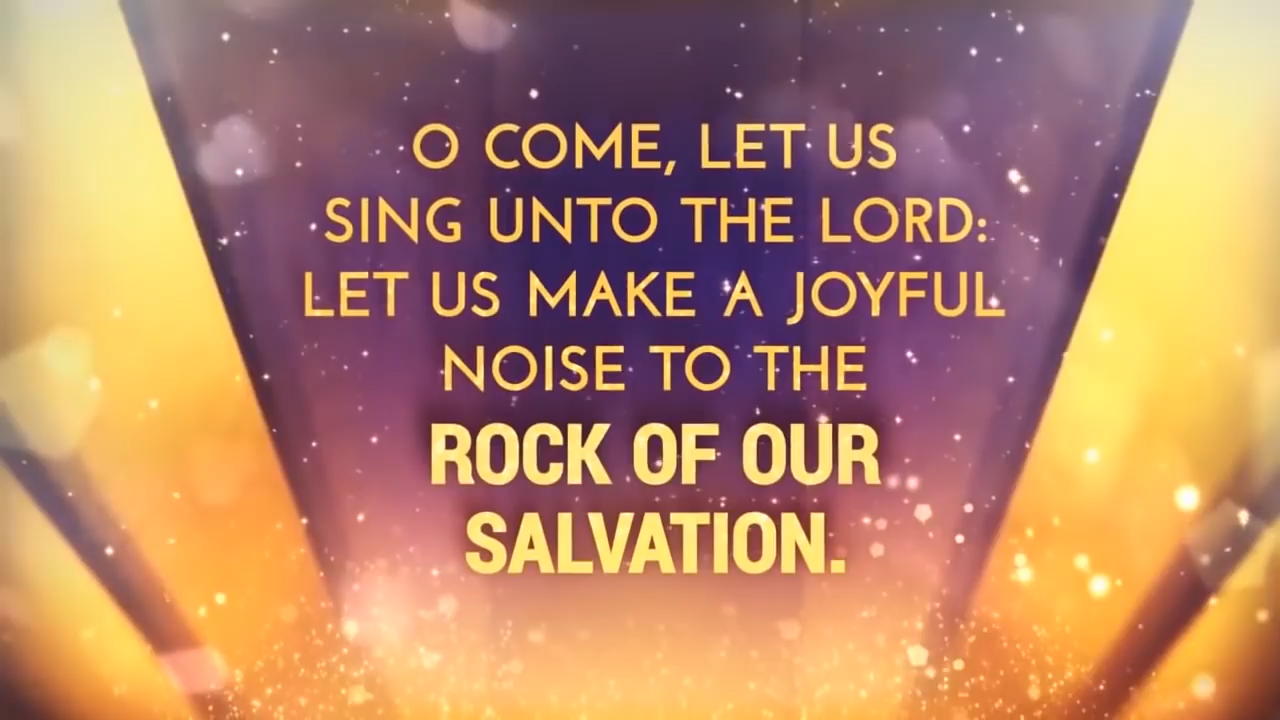 O COME, LET US
SING UNTO THE LORD:
LET US MAKE A JOYFUL
NOISE TO THE
ROCK OF OUR
SALVATION.